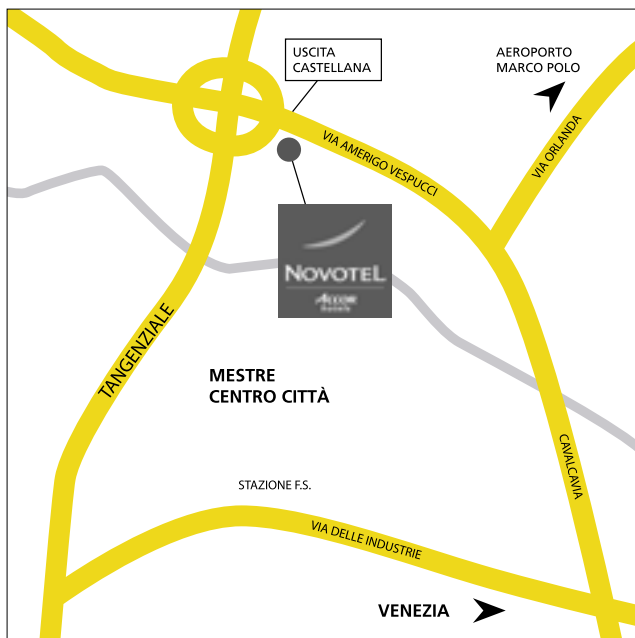 USCITA
CASTELLANA
AEROPORTO
MARCO POLO
VIA AMERIGO VESPUCCI
VIA ORLANDA
NOVOTEL
ACCOR
hotels
TANGENZIALE
MESTRE
CENTRO CITTÀ
CAVALCAVIA
STAZIONE F.S.
VIA DELLE INDUSTRIE
VENEZIA